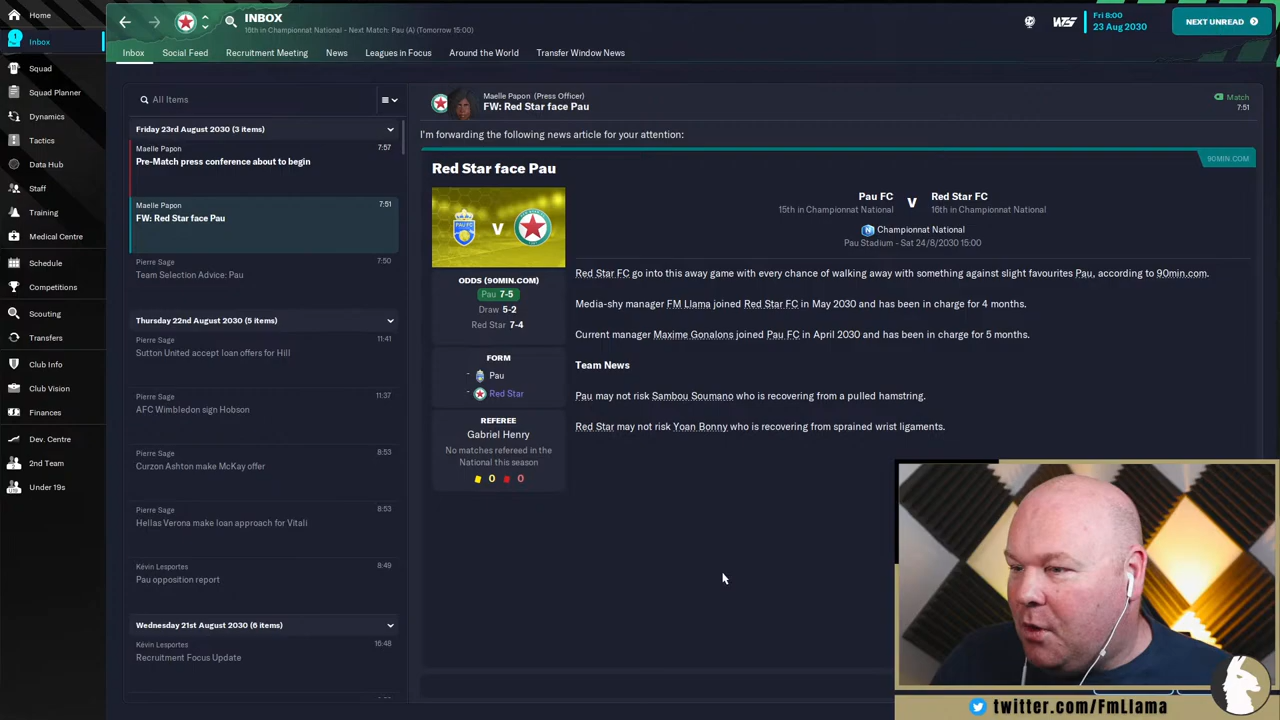 Home
Inbox
1
Squad
Squad Planner
Dynamics
Tactics
Data Hub
Staff
Training
Medical Centre
Schedule
Competitions
Scouting
Transfers
Club Info
Club Vision
Finances
Dev. Centre
2nd Team
Under 19s
INBOX
16th in Championnat National - Next Match: Pau (A) (Tomorrow 15:00)
Fri 8:00
23 Aug 2030
NEXT UNREAD
Inbox Social Feed Recruitment Meeting News Leagues in Focus Around the World Transfer Window News
All Items
Friday 23rd August 2030 (3 items)
Maelle Papon 7:57
Pre-Match press conference about to begin
Maelle Papon 7:51
FW: Red Star face Pau
Pierre Sage 7:50
Team Selection Advice: Pau
Thursday 22nd August 2030 (5 items)
Pierre Sage 11:41
Sutton United accept loan offers for Hill
Pierre Sage 11:37
AFC Wimbledon sign Hobson
Pierre Sage 8:53
Curzon Ashton make McKay offer
Pierre Sage 8:53
Hellas Verona make loan approach for Vitali
Kévin Lesportes 8:49
Pau opposition report
Wednesday 21st August 2030 (6 items)
Kévin Lesportes 16:48
Recruitment Focus Update
Maelle Papon (Press Officer)
FW: Red Star face Pau
Match
7:51
I'm forwarding the following news article for your attention:
90MIN.COM
Red Star face Pau
V
Pau FC V Red Star FC
15th in Championnat National 16th in Championnat National
Championnat National
Pau Stadium - Sat 24/8/2030 15:00
ODDS (90MIN.COM)
Pau 7-5
Draw 5-2
Red Star 7-4
FORM
- Pau
- Red Star
REFEREE
Gabriel Henry
No matches refereed in the
National this season
0 0
Red Star FC go into this away game with every chance of walking away with something against slight favourites Pau, according to 90min.com.
Media-shy manager FM Llama joined Red Star FC in May 2030 and has been in charge for 4 months.
Current manager Maxime Gonalons joined Pau FC in April 2030 and has been in charge for 5 months.
Team News
Pau may not risk Sambou Soumano who is recovering from a pulled hamstring.
Red Star may not risk Yoan Bonny who is recovering from sprained wrist ligaments.
twitter.com/FmLlama